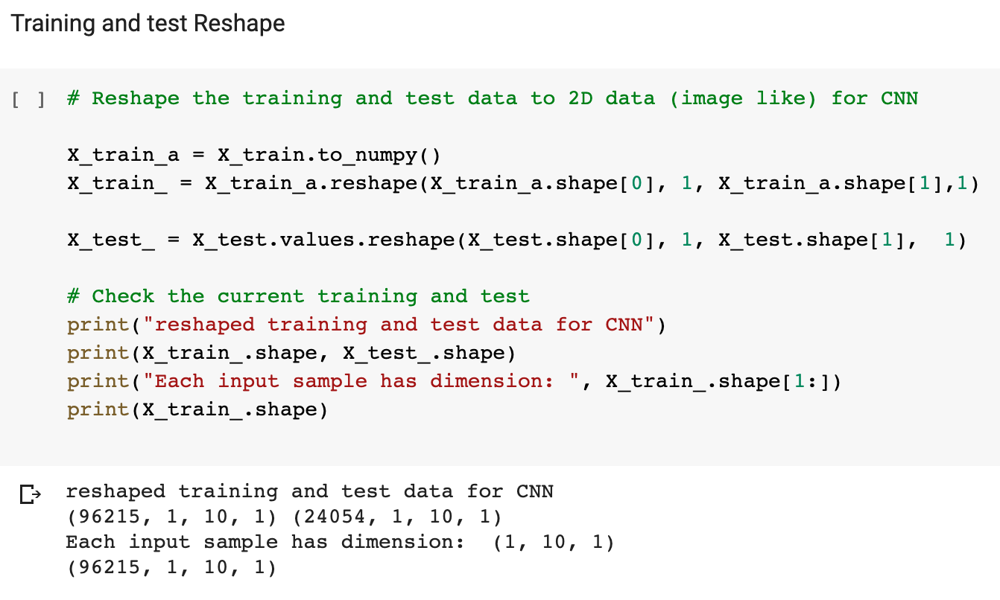 Training and test Reshape
[ ] # Reshape the training and test data to 2D data (image like) for CNN
X_train_a = X_train.to_numpy()
X_train_ = X_train_a.reshape(X_train_a.shape[0], 1, X_train_a.shape[1],1)
X_test_ = X_test.values.reshape(X_test.shape[0], 1, X_test.shape[1],  1)
# Check the current training and test
print("reshaped training and test data for CNN")
print(X_train_.shape, X_test_.shape)
print("Each input sample has dimension: ", X_train_.shape[1:])
print(X_train_.shape)
reshaped training and test data for CNN
(96215, 1, 10, 1) (24054, 1, 10, 1)
Each input sample has dimension:  (1, 10, 1)
(96215, 1, 10, 1)